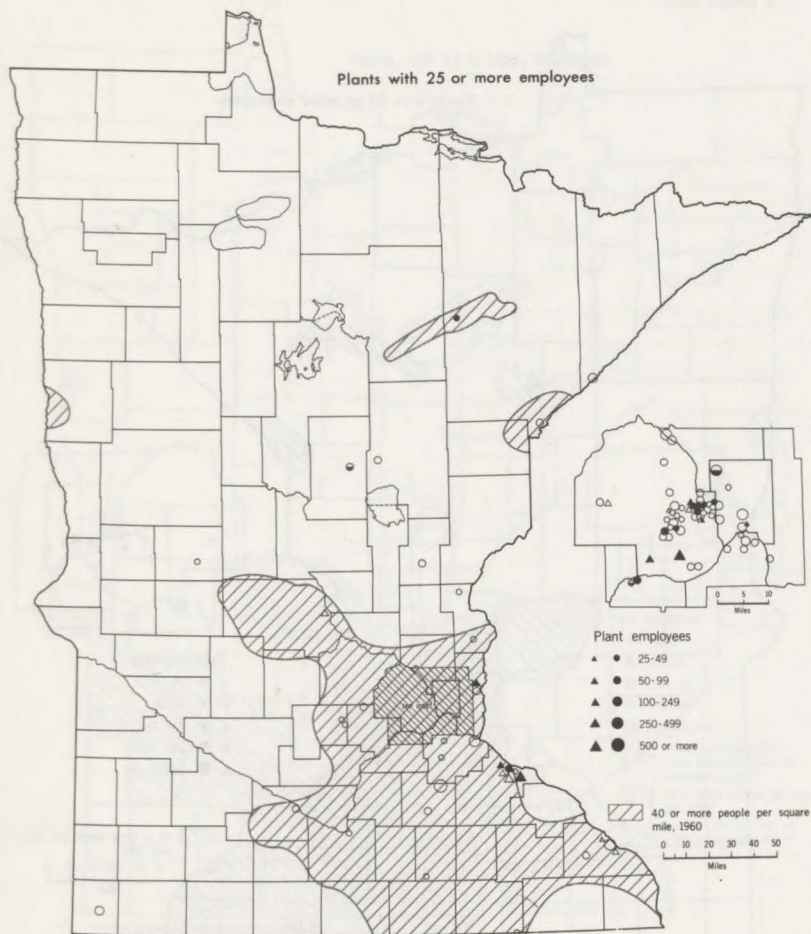 Plants with 25 or more employees
0 5 10
Miles
Plant employees
25-49
50-99
100-249
250-499
500 or more
40 or more people per square
mile, 1960
0 10 20 30 40 50
Miles